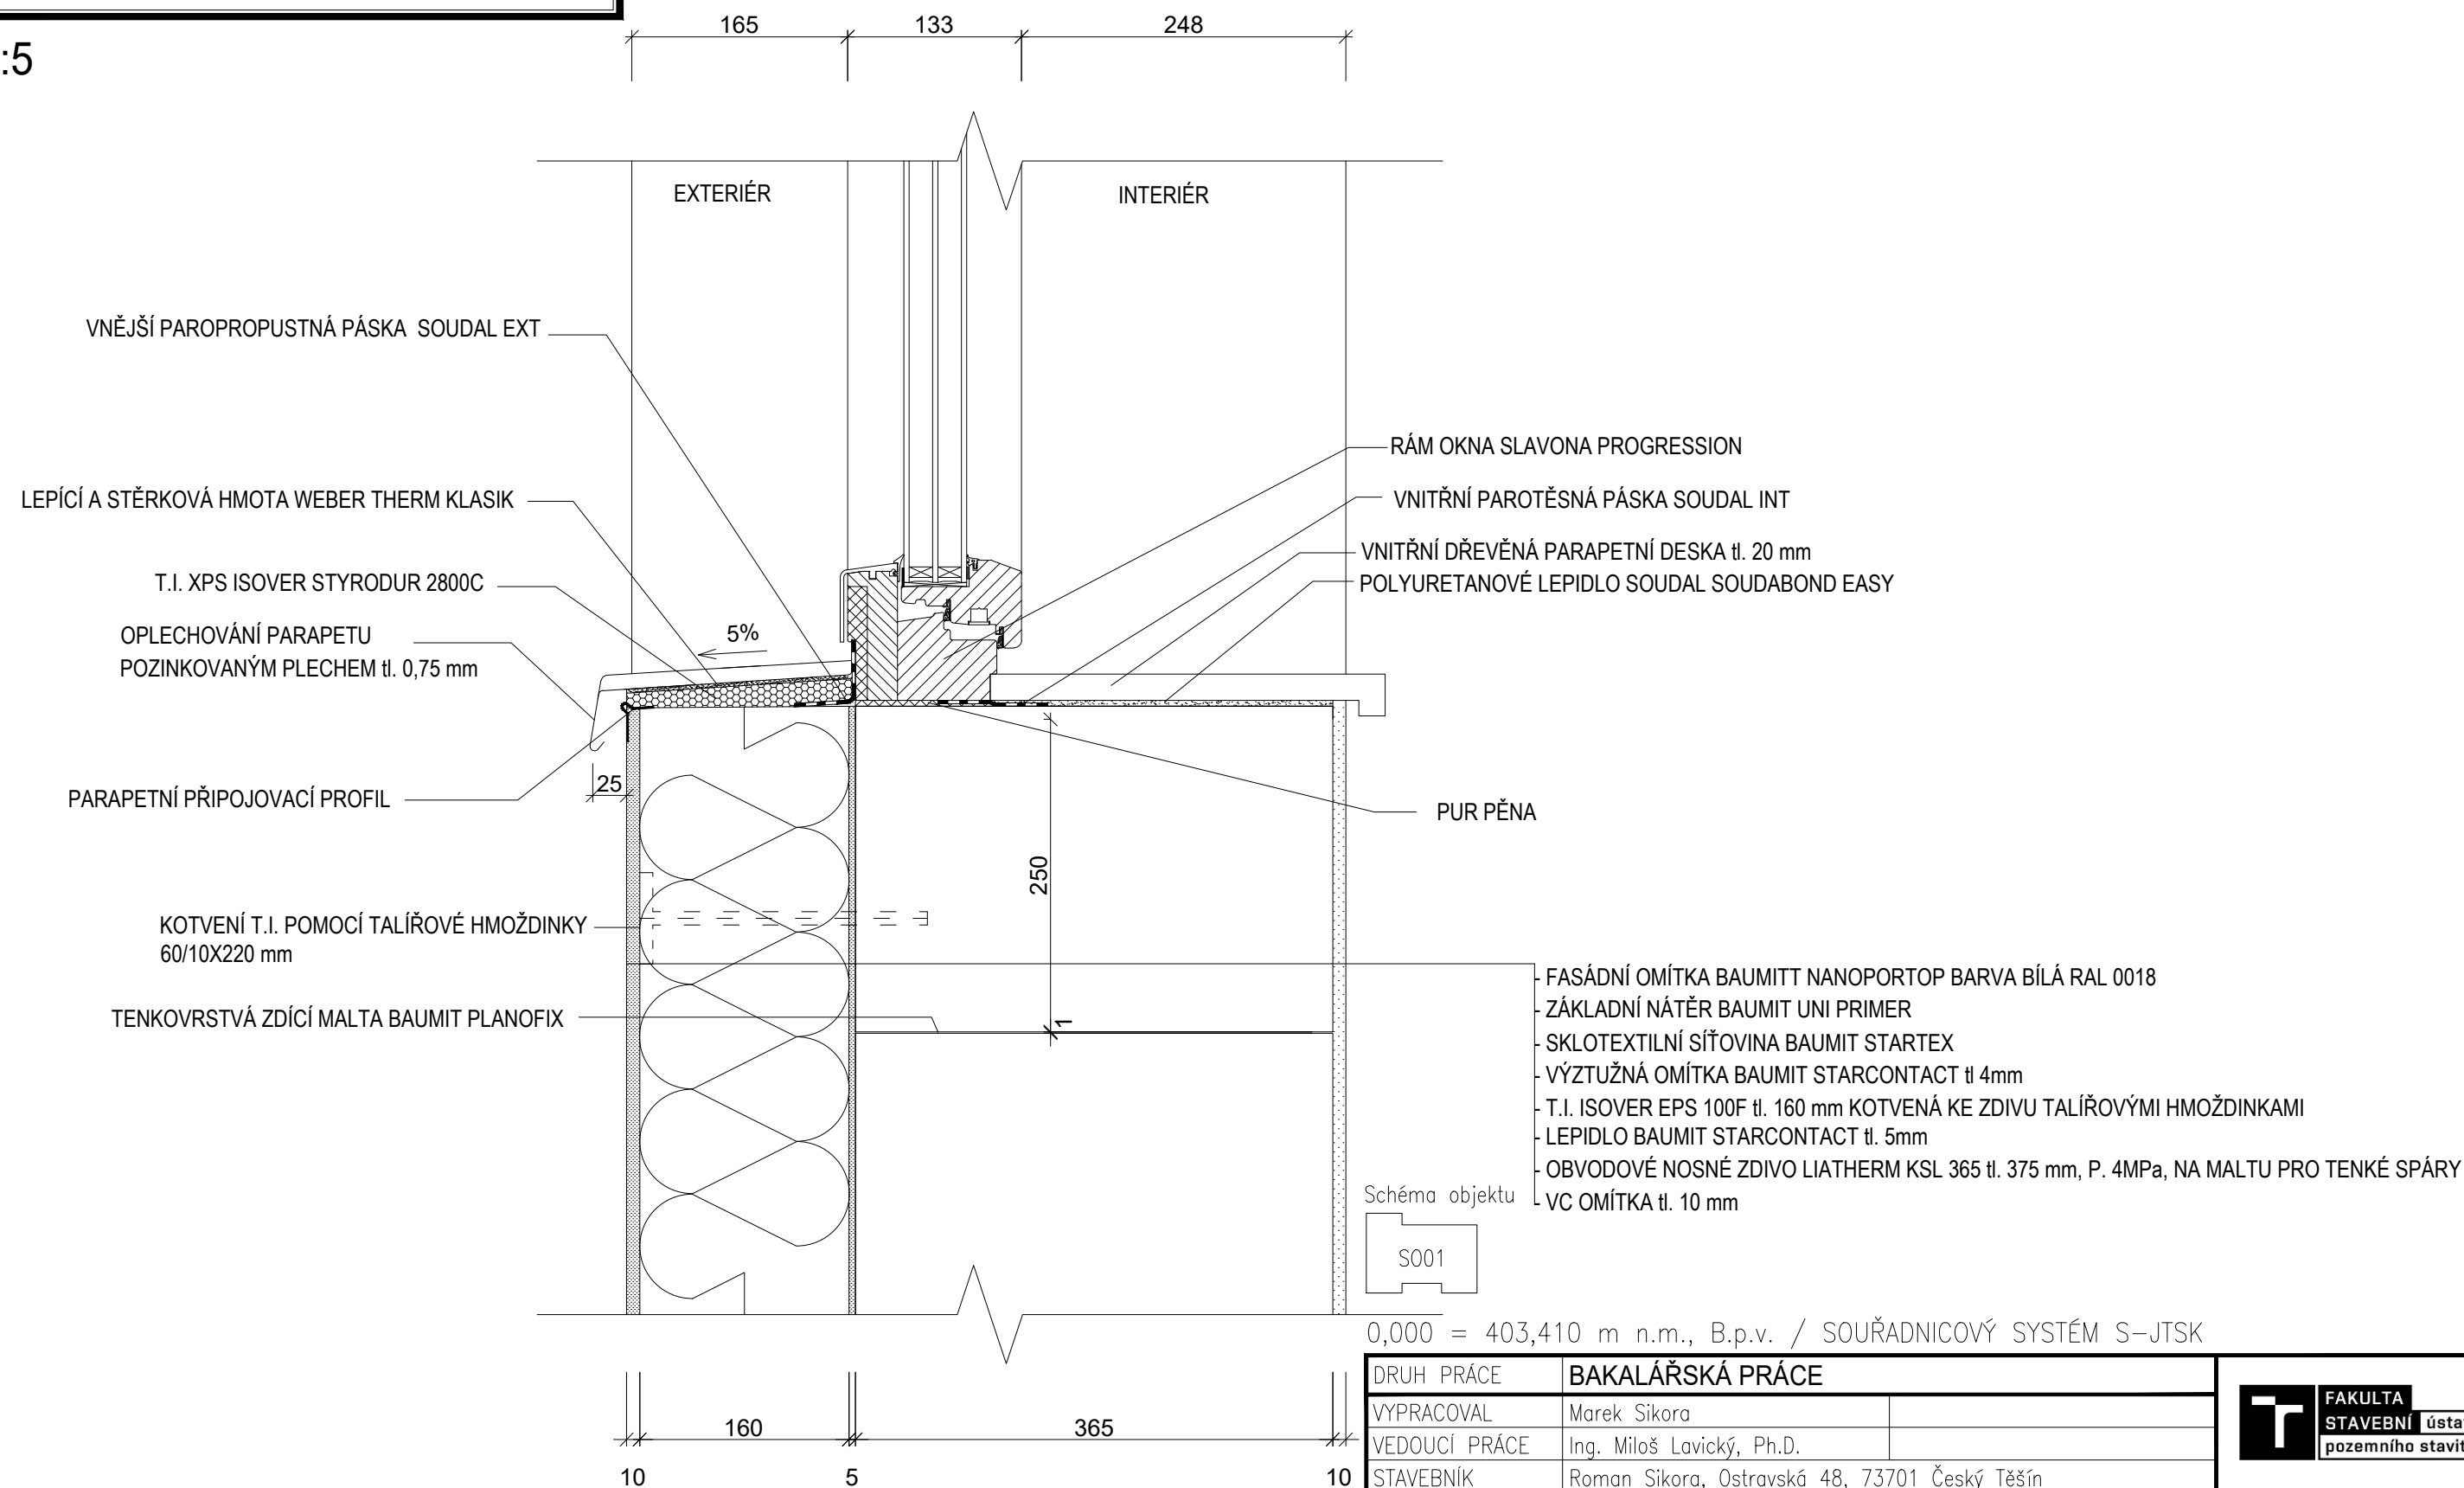 :5
165
133
248
EXTERIÉR
INTERIÉR
VNĚJŠÍ PAROPROPUSTNÁ PÁSKA SOUDAL EXT
LEPÍCÍ A STĚRKOVÁ HMOTA WEBER THERM KLASIK
T.I. XPS ISOVER STYRODUR 2800C
OPLECHOVÁNÍ PARAPETU
POZINKOVANÝM PLECHEM tl. 0,75 mm
5%
RÁM OKNA SLAVONA PROGRESSION
VNITŘNÍ PAROTĚSNÁ PÁSKA SOUDAL INT
VNITŘNÍ DŘEVĚNÁ PARAPETNÍ DESKA tl. 20 mm
POLYURETANOVÉ LEPIDLO SOUDAL SOUDABOND EASY
25
PARAPETNÍ PŘIPOJOVACÍ PROFIL
PUR PĚNA
250
KOTVENÍ T.I. POMOCÍ TALÍŘOVÉ HMOŽDINKY
60/10X220 mm
TENKOVRSTVÁ ZDÍCÍ MALTA BAUMIT PLANOFIX
1
- FASÁDNÍ OMÍTKA BAUMITT NANOPORTOP BARVA BÍLÁ RAL 0018
- ZÁKLADNÍ NÁTĚR BAUMIT UNI PRIMER
- SKLOTEXTILNÍ SÍŤOVINA BAUMIT STARTEX
- VÝZTUŽNÁ OMÍTKA BAUMIT STARCONTACT tl 4mm
- T.I. ISOVER EPS 100F tl. 160 mm KOTVENÁ KE ZDIVU TALÍŘOVÝMI HMOŽDINKAMI
- LEPIDLO BAUMIT STARCONTACT tl. 5mm
- OBVODOVÉ NOSNÉ ZDIVO LIATHERM KSL 365 tl. 375 mm, P. 4MPa, NA MALTU PRO TENKÉ SPÁRY
- VC OMÍTKA tl. 10 mm
Schéma objektu
SO01
0,000 = 403,410 m n.m., B.p.v. / SOUŘADNICOVÝ SYSTÉM S-JTSK
DRUH PRÁCE BAKALÁŘSKÁ PRÁCE
VYPRACOVAL Marek Sikora
VEDOUCÍ PRÁCE Ing. Miloš Lavický, Ph.D.
STAVEBNÍK Roman Sikora, Ostravská 48, 73701 Český Těšín
FAKULTA
STAVEBNÍ ústa
pozemního stavit
160
365
10
5
10